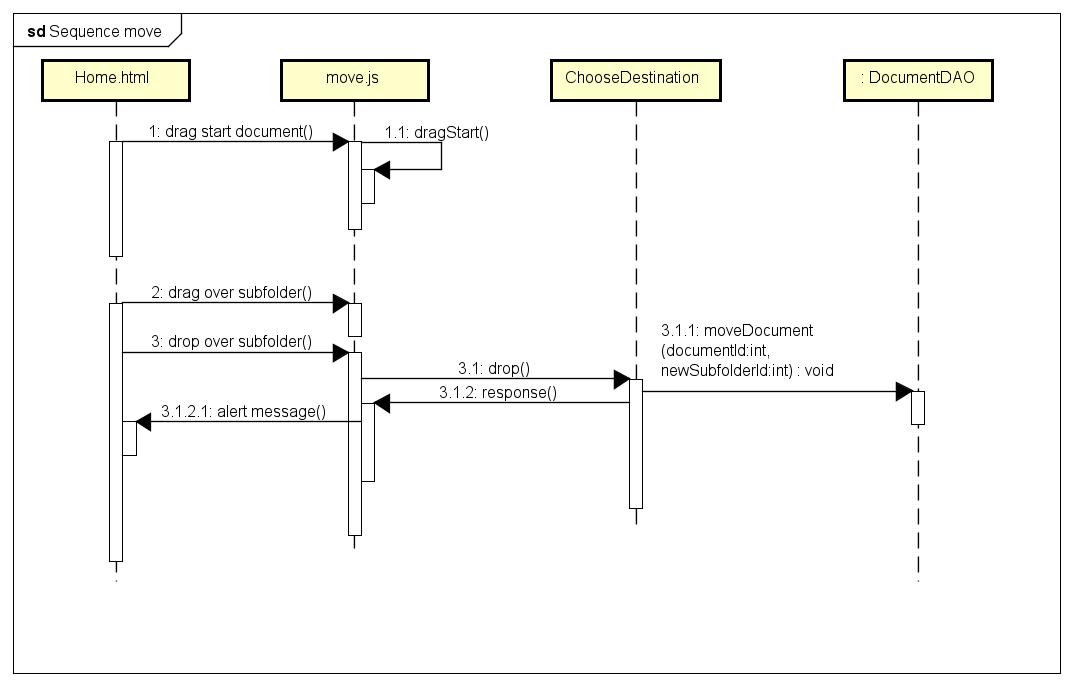 sd Sequence move
Home.html
move.js
ChooseDestination
: DocumentDAO
1: drag start document()
1.1: dragStart()
2: drag over subfolder()
3: drop over subfolder()
3.1.1: moveDocument
(documentId:int,
newSubfolderId:int) : void
3.1: drop()
3.1.2: response()
3.1.2.1: alert message()